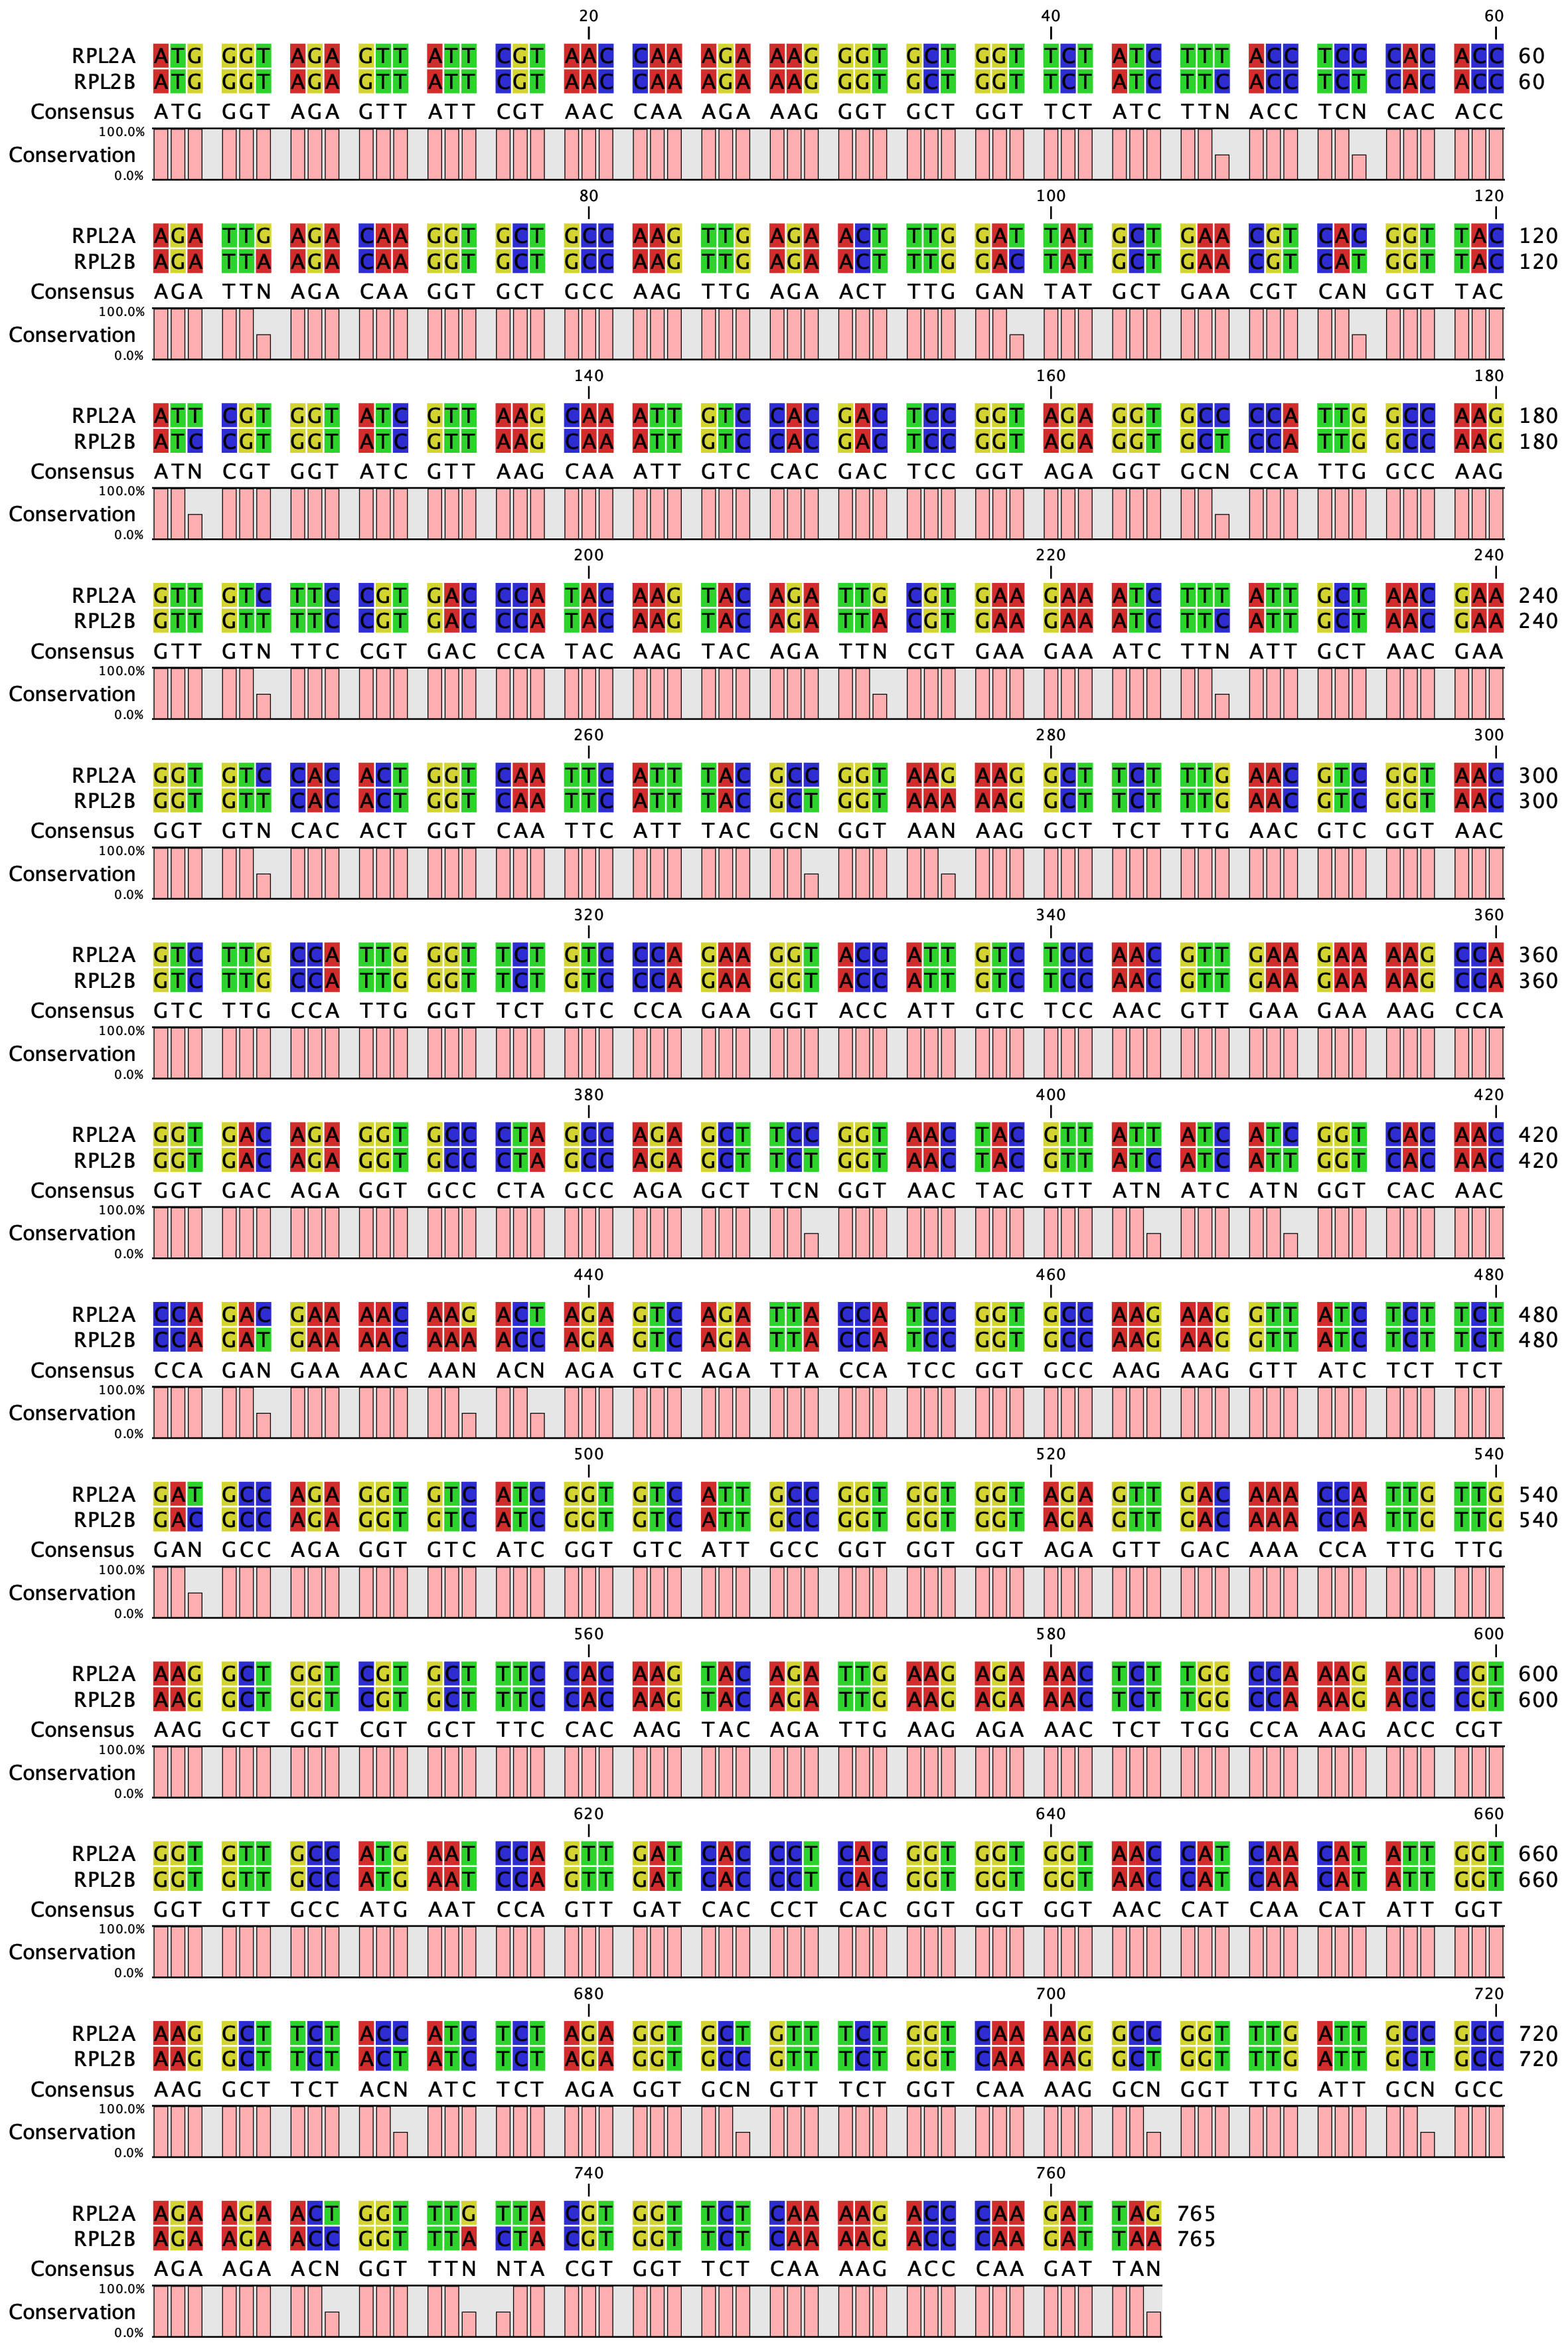 20 40 60
RPL2A ATG GGT AGA GTT ATT CGT AAC CAA AGA AAG GGT GCT GGT TCT ATC TTT ACC TCC CAC ACC 60
RPL2B ATG GGT AGA GTT ATT CGT AAC CAA AGA AAG GGT GCT GGT TCT ATC TTC ACC TCT CAC ACC 60
Consensus ATG GGT AGA GTT ATT CGT AAC CAA AGA AAG GGT GCT GGT TCT ATC TTN ACC TCN CAC ACC
100.0%
Conservation
0.0%
80 100 120
RPL2A AGA TTG AGA CAA GGT GCT GCC AAG TTG AGA ACT TTG GAT TAT GCT GAA CGT CAC GGT TAC 120
RPL2B AGA TTA AGA CAA GGT GCT GCC AAG TTG AGA ACT TTG GAC TAT GCT GAA CGT CAT GGT TAC 120
Consensus AGA TTN AGA CAA GGT GCT GCC AAG TTG AGA ACT TTG GAN TAT GCT GAA CGT CAN GGT TAC
100.0%
Conservation
0.0%
140 160 180
RPL2A ATT CGT GGT ATC GTT AAG CAA ATT GTC CAC GAC TCC GGT AGA GGT GCC CCA TTG GCC AAG 180
RPL2B ATC CGT GGT ATC GTT AAG CAA ATT GTC CAC GAC TCC GGT AGA GGT GCT CCA TTG GCC AAG 180
Consensus ATN CGT GGT ATC GTT AAG CAA ATT GTC CAC GAC TCC GGT AGA GGT GCN CCA TTG GCC AAG
100.0%
Conservation
0.0%
200 220 240
RPL2A GTT GTC TTC CGT GAC CCA TAC AAG TAC AGA TTG CGT GAA GAA ATC TTT ATT GCT AAC GAA 240
RPL2B GTT GTT TTC CGT GAC CCA TAC AAG TAC AGA TTA CGT GAA GAA ATC TTC ATT GCT AAC GAA 240
Consensus GTT GTN TTC CGT GAC CCA TAC AAG TAC AGA TTN CGT GAA GAA ATC TTN ATT GCT AAC GAA
100.0%
Conservation
0.0%
260 280 300
RPL2A GGT GTC CAC ACT GGT CAA TTC ATT TAC GCC GGT AAG AAG GCT TCT TTG AAC GTC GGT AAC 300
RPL2B GGT GTT CAC ACT GGT CAA TTC ATT TAC GCT GGT AAA AAG GCT TCT TTG AAC GTC GGT AAC 300
Consensus GGT GTN CAC ACT GGT CAA TTC ATT TAC GCN GGT AAN AAG GCT TCT TTG AAC GTC GGT AAC
100.0%
Conservation
0.0%
320 340 360
RPL2A GTC TTG CCA TTG GGT TCT GTC CCA GAA GGT ACC ATT GTC TCC AAC GTT GAA GAA AAG CCA 360
RPL2B GTC TTG CCA TTG GGT TCT GTC CCA GAA GGT ACC ATT GTC TCC AAC GTT GAA GAA AAG CCA 360
Consensus GTC TTG CCA TTG GGT TCT GTC CCA GAA GGT ACC ATT GTC TCC AAC GTT GAA GAA AAG CCA
100.0%
Conservation
0.0%
380 400 420
RPL2A GGT GAC AGA GGT GCC CTA GCC AGA GCT TCC GGT AAC TAC GTT ATT ATC ATC GGT CAC AAC 420
RPL2B GGT GAC AGA GGT GCC CTA GCC AGA GCT TCT GGT AAC TAC GTT ATC ATC ATT GGT CAC AAC 420
Consensus GGT GAC AGA GGT GCC CTA GCC AGA GCT TCN GGT AAC TAC GTT ATN ATC ATN GGT CAC AAC
100.0%
Conservation
0.0%
440 460 480
RPL2A CCA GAC GAA AAC AAG ACT AGA GTC AGA TTA CCA TCC GGT GCC AAG AAG GTT ATC TCT TCT 480
RPL2B CCA GAT GAA AAC AAA ACC AGA GTC AGA TTA CCA TCC GGT GCC AAG AAG GTT ATC TCT TCT 480
Consensus CCA GAN GAA AAC AAN ACN AGA GTC AGA TTA CCA TCC GGT GCC AAG AAG GTT ATC TCT TCT
100.0%
Conservation
0.0%
500 520 540
RPL2A GAT GCC AGA GGT GTC ATC GGT GTC ATT GCC GGT GGT GGT AGA GTT GAC AAA CCA TTG TTG 540
RPL2B GAC GCC AGA GGT GTC ATC GGT GTC ATT GCC GGT GGT GGT AGA GTT GAC AAA CCA TTG TTG 540
Consensus GAN GCC AGA GGT GTC ATC GGT GTC ATT GCC GGT GGT GGT AGA GTT GAC AAA CCA TTG TTG
100.0%
Conservation
0.0%
560 580 600
RPL2A AAG GCT GGT CGT GCT TTC CAC AAG TAC AGA TTG AAG AGA AAC TCT TGG CCA AAG ACC CGT 600
RPL2B AAG GCT GGT CGT GCT TTC CAC AAG TAC AGA TTG AAG AGA AAC TCT TGG CCA AAG ACC CGT 600
Consensus AAG GCT GGT CGT GCT TTC CAC AAG TAC AGA TTG AAG AGA AAC TCT TGG CCA AAG ACC CGT
100.0%
Conservation
0.0%
620 640 660
RPL2A GGT GTT GCC ATG AAT CCA GTT GAT CAC CCT CAC GGT GGT GGT AAC CAT CAA CAT ATT GGT 660
RPL2B GGT GTT GCC ATG AAT CCA GTT GAT CAC CCT CAC GGT GGT GGT AAC CAT CAA CAT ATT GGT 660
Consensus GGT GTT GCC ATG AAT CCA GTT GAT CAC CCT CAC GGT GGT GGT AAC CAT CAA CAT ATT GGT
100.0%
Conservation
0.0%
680 700 720
RPL2A AAG GCT TCT ACC ATC TCT AGA GGT GCT GTT TCT GGT CAA AAG GCC GGT TTG ATT GCC GCC 720
RPL2B AAG GCT TCT ACT ATC TCT AGA GGT GCC GTT TCT GGT CAA AAG GCT GGT TTG ATT GCT GCC 720
Consensus AAG GCT TCT ACN ATC TCT AGA GGT GCN GTT TCT GGT CAA AAG GCN GGT TTG ATT GCN GCC
100.0%
Conservation
0.0%
740 760
RPL2A AGA AGA ACT GGT TTG TTA CGT GGT TCT CAA AAG ACC CAA GAT TAG 765
RPL2B AGA AGA ACC GGT TTA CTA CGT GGT TCT CAA AAG ACC CAA GAT TAA 765
Consensus AGA AGA ACN GGT TTN NTA CGT GGT TCT CAA AAG ACC CAA GAT TAN
100.0%
Conservation
0.0%